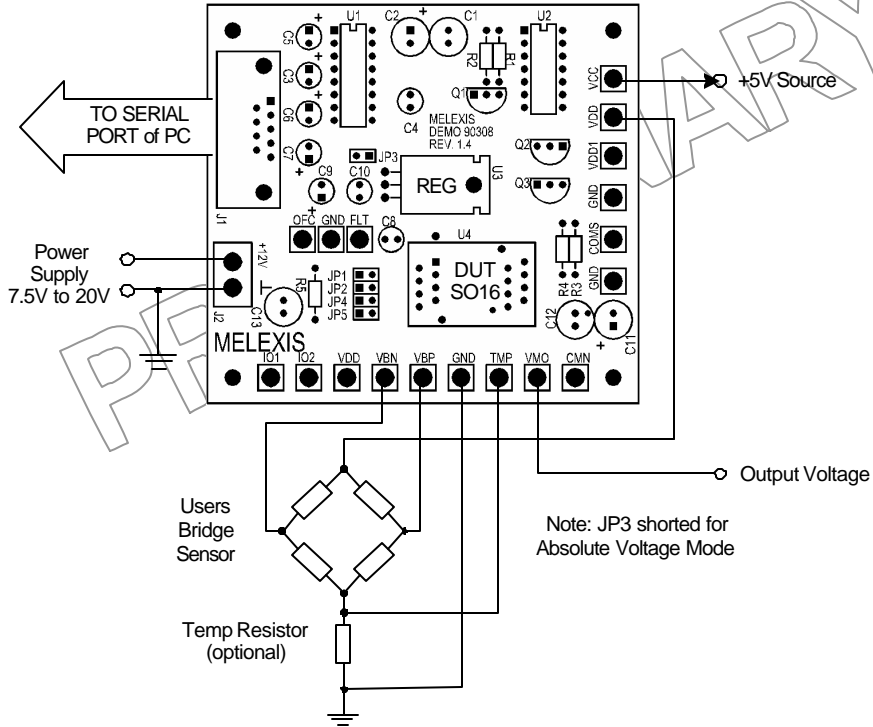 PRELIMINARY
U1
C2
C1
U2
C5
C3
C6
C7
R2
R1
Q1
C4
MELEXIS
DEMO 90308
REV. 1.4
VCC
+5V Source
VDD
TO SERIAL
PORT of PC
JP3
U3
Q2
VDD1
C9
C10
REG
Q3
GND
J1
OFC GND FLT
C8
U4
COMS
Power
Supply
7.5V to 20V
+12V
J2
C13
R5
JP1
JP2
JP4
JP5
DUT
SO16
R4
R3
GND
C12
C11
MELEXIS
IO1 IO2 VDD VBN VBP GND TMP VMO CMN
Output Voltage
Users
Bridge
Sensor
Note: JP3 shorted for
Absolute Voltage Mode
Temp Resistor
(optional)